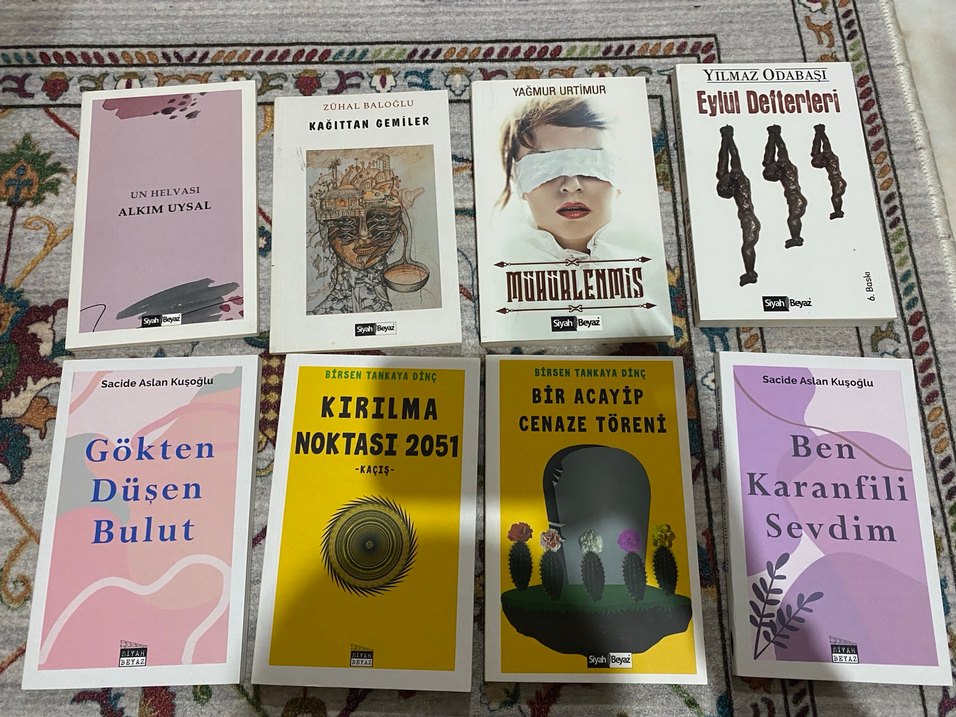 UN HELVASI
ALKIM UYSAL
Siyah Beyaz
ZÜHAL BALOĞLU
KAĞITTAN GEMİLER
Siyah Beyaz
YAĞMUR URTİMUR
MÜHÜRLENMİŞ
Siyah Beyaz
YILMAZ ODABAŞI
Eylül Defterleri
6. Baskı
Siyah Beyaz
Sacide Aslan Kuşoğlu
Gökten
Düşen
Bulut
SİYAH
BEYAZ
BİRSEN TANKAYA DİNÇ
KIRILMA
NOKTASI 2051
-KAÇIŞ-
SİYAH
BEYAZ
BİRSEN TANKAYA DİNÇ
BİR ACAYİP
CENAZE TÖRENİ
Siyah Beyaz
Sacide Aslan Kuşoğlu
Ben
Karanfili
Sevdim
SİYAH
BEYAZ